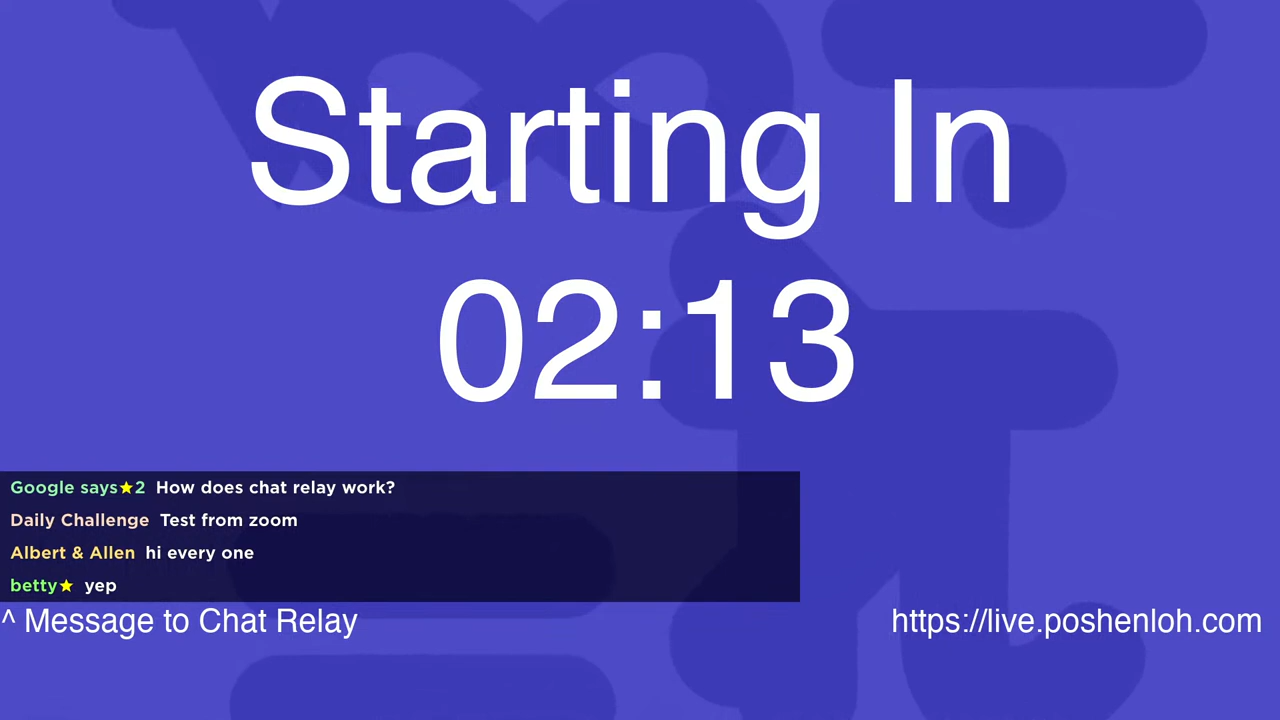 Starting In
02:13
Google says⭐2 How does chat relay work?
Daily Challenge Test from zoom
Albert & Allen hi every one
betty⭐ yep
^ Message to Chat Relay
https://live.poshenloh.com